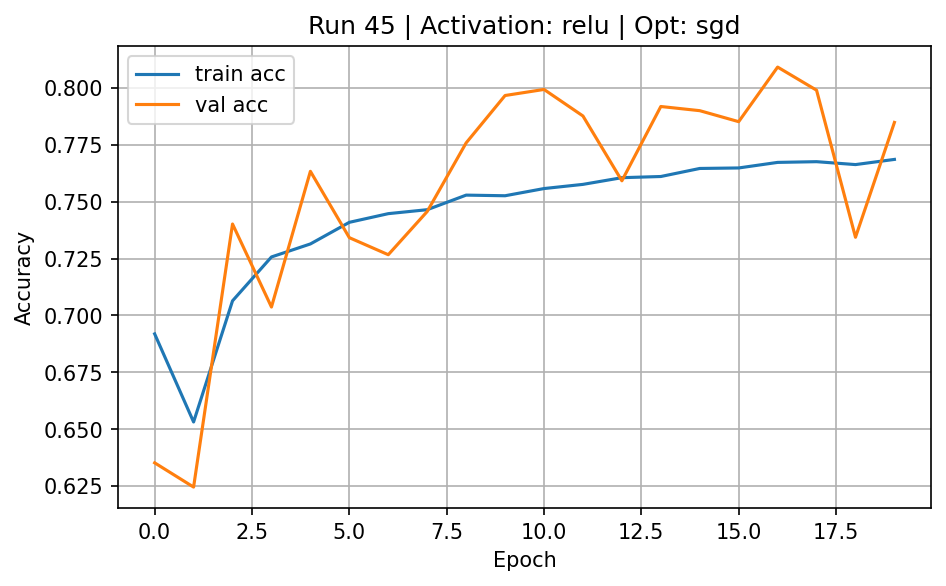 Run 45 | Activation: relu | Opt: sgd
train acc
val acc
0.800
0.775
0.750
0.725
0.700
0.675
0.650
0.625
Accuracy
0.0 2.5 5.0 7.5 10.0 12.5 15.0 17.5
Epoch